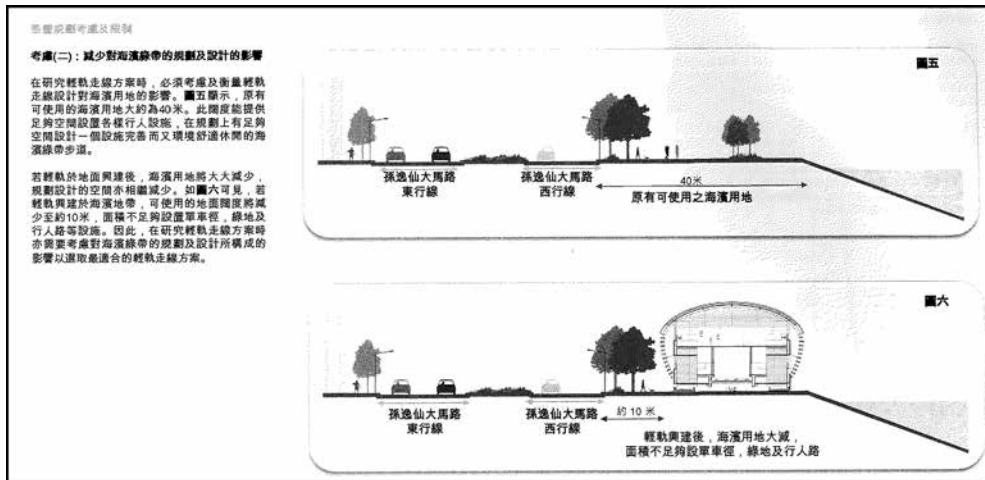 整體規劃考慮及限制
考慮(二)：減少對海濱綠帶的規劃及設計的影響
在研究輕軌走線方案時，必須考慮及衡量輕軌
走線設計對海濱用地的影響。圖五顯示，原有
可使用的海濱用地大約為40米。此闊度能提供
足夠空間設置各樣行人設施，在規劃上有足夠
空間設計一個設施完善而又環境舒適休閒的海
濱綠帶步道。
若輕軌於地面興建後，海濱用地將大大減少，
規劃設計的空間亦相繼減少。如圖六可見，若
輕軌興建於海濱地帶，可使用的地面闊度將減
少至約10米，面積不足夠設置單車徑，綠地及
行人路等設施。因此，在研究輕軌走線方案時
亦需要考慮對海濱綠帶的規劃及設計所構成的
影響以選取最適合的輕軌走線方案。
圖五
孫逸仙大馬路
東行線
孫逸仙大馬路
西行線
40米
原有可使用之海濱用地
圖六
孫逸仙大馬路
東行線
孫逸仙大馬路
西行線
約 10 米
輕軌興建後，海濱用地大減，
面積不足夠設單車徑，綠地及行人路